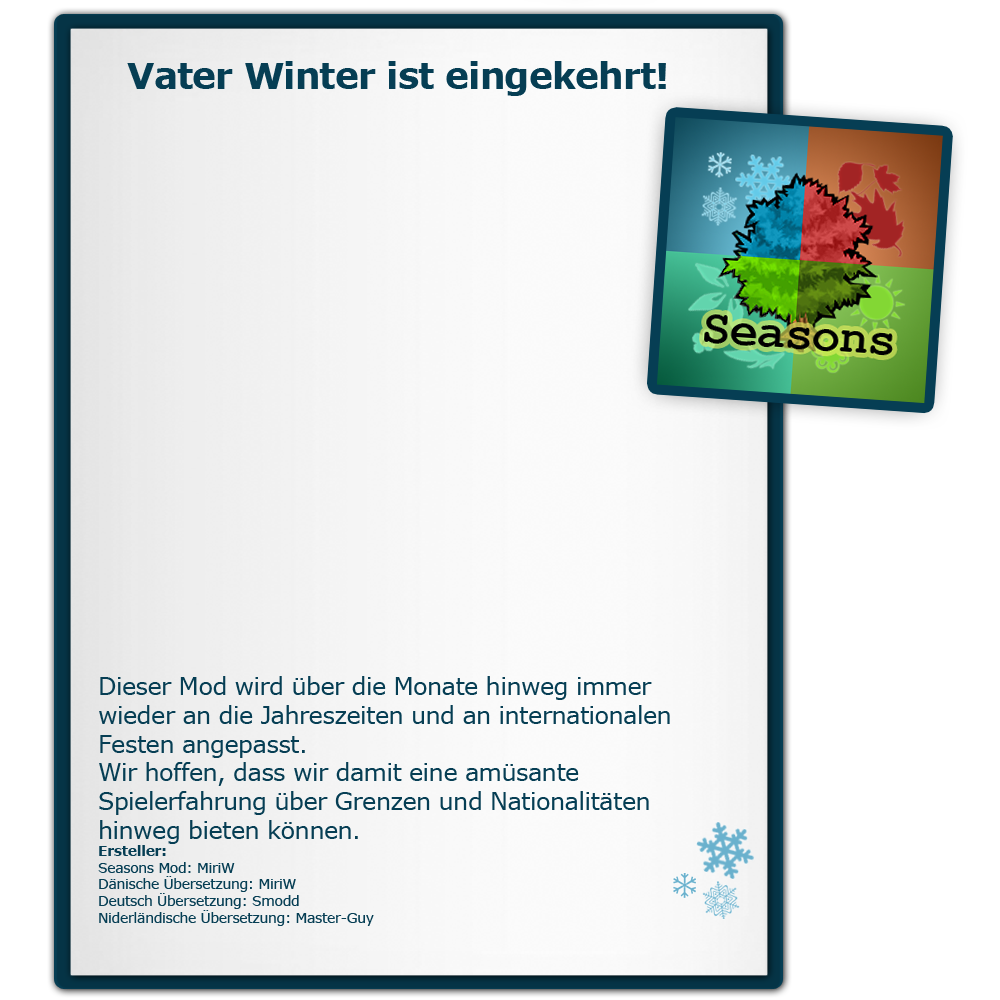 Vater Winter ist eingekehrt!
Seasons
Dieser Mod wird über die Monate hinweg immer
wieder an die Jahreszeiten und an internationalen
Festen angepasst.
Wir hoffen, dass wir damit eine amüsante
Spielerfahrung über Grenzen und Nationalitäten
hinweg bieten können.
Ersteller:
Seasons Mod: MiriW
Dänische Übersetzung: MiriW
Deutsch Übersetzung: Smodd
Niderländische Übersetzung: Master-Guy